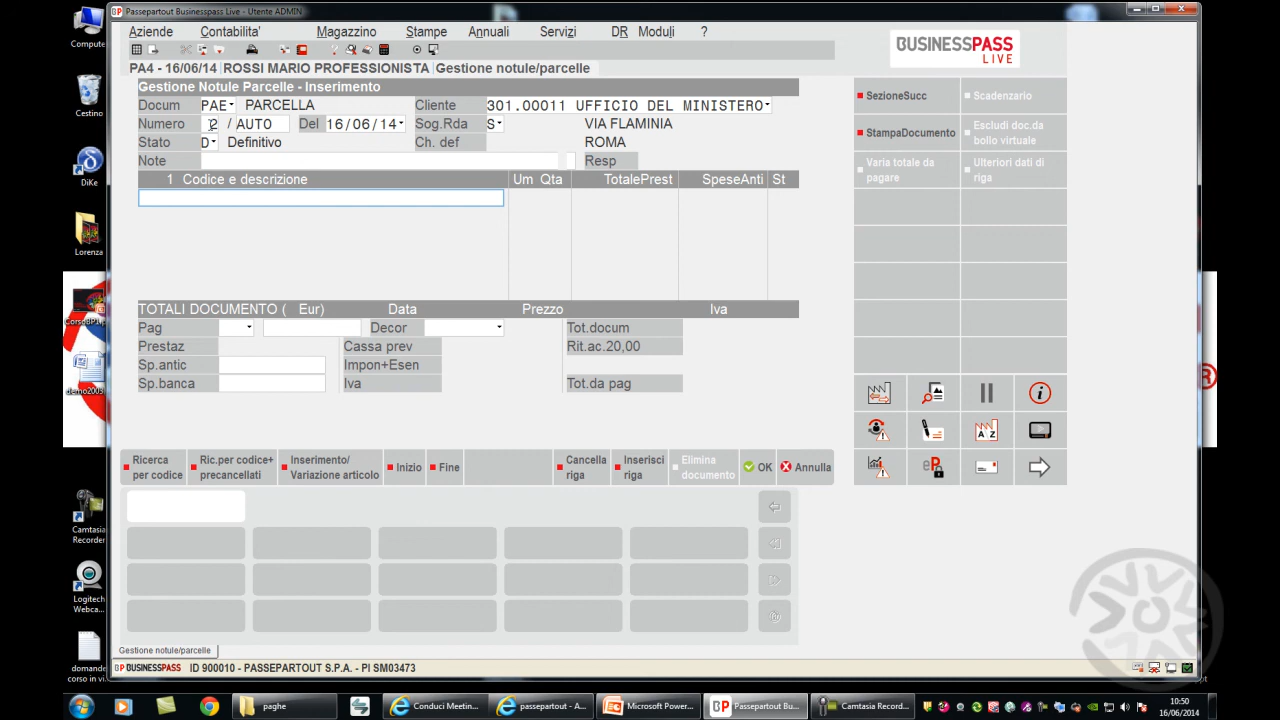 Passepartout Businesspass Live - Utente ADMIN
Aziende Contabilita' Magazzino Stampe Annuali Servizi DR Moduli ?
PA4 - 16/06/14 ROSSI MARIO PROFESSIONISTA Gestione notule/parcelle
BUSINESSPASS
LIVE
Gestione Notule Parcelle - Inserimento
Docum PAE PARCELLA Cliente 301.00011 UFFICIO DEL MINISTERO
Numero 2 / AUTO Del 16/06/14 Sog.Rda S VIA FLAMINIA
Stato D Definitivo Ch. def ROMA
Note Resp
1 Codice e descrizione Um Qta TotalePrest SpeseAnti St
TOTALI DOCUMENTO ( Eur) Data Prezzo Iva
Pag Decor Tot.docum
Prestaz Cassa prev Rit.ac.20,00
Sp.antic Impon+Esen
Sp.banca Iva Tot.da pag
SezioneSucc Scadenzario
StampaDocumento Escludi doc.da
bollo virtuale
Varia totale da
pagare
Ulteriori dati di
riga
Ricerca
per codice
Ric.per codice+
precancellati
Inserimento/
Variazione articolo
Inizio
Fine
Cancella
riga
Inserisci
riga
Elimina
documento
OK
Annulla
Gestione notule/parcelle
BUSINESSPASS ID 900010 - PASSEPARTOUT S.P.A. - PI SM03473
Compute
Cestino
DiKe
Lorenza
CorsoBP1.p
demo2003
Camtasia
Recorder
Logitech
Webca...
domande
corso in vi
paghe
Conduci Meetin...
passepartout - A...
Microsoft Power...
Passepartout Bu...
Camtasia Record...
10:50
16/06/2014